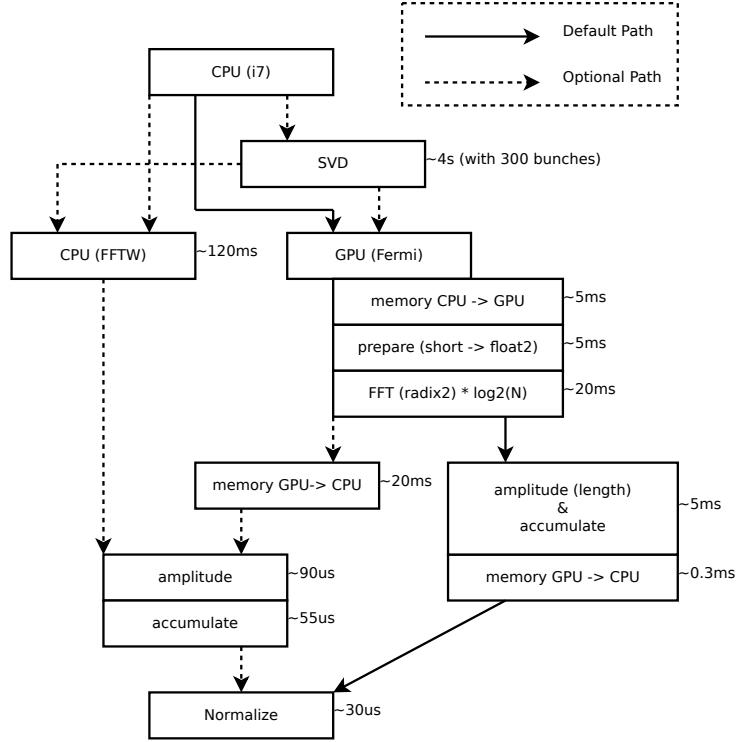 Default Path
Optional Path
CPU (i7)
SVD
~4s (with 300 bunches)
CPU (FFTW)
~120ms
GPU (Fermi)
memory CPU -> GPU
~5ms
prepare (short -> float2)
~5ms
FFT (radix2) * log2(N)
~20ms
memory GPU-> CPU
~20ms
amplitude (length)
&
accumulate
~5ms
memory GPU -> CPU
~0.3ms
amplitude
~90us
accumulate
~55us
Normalize
~30us